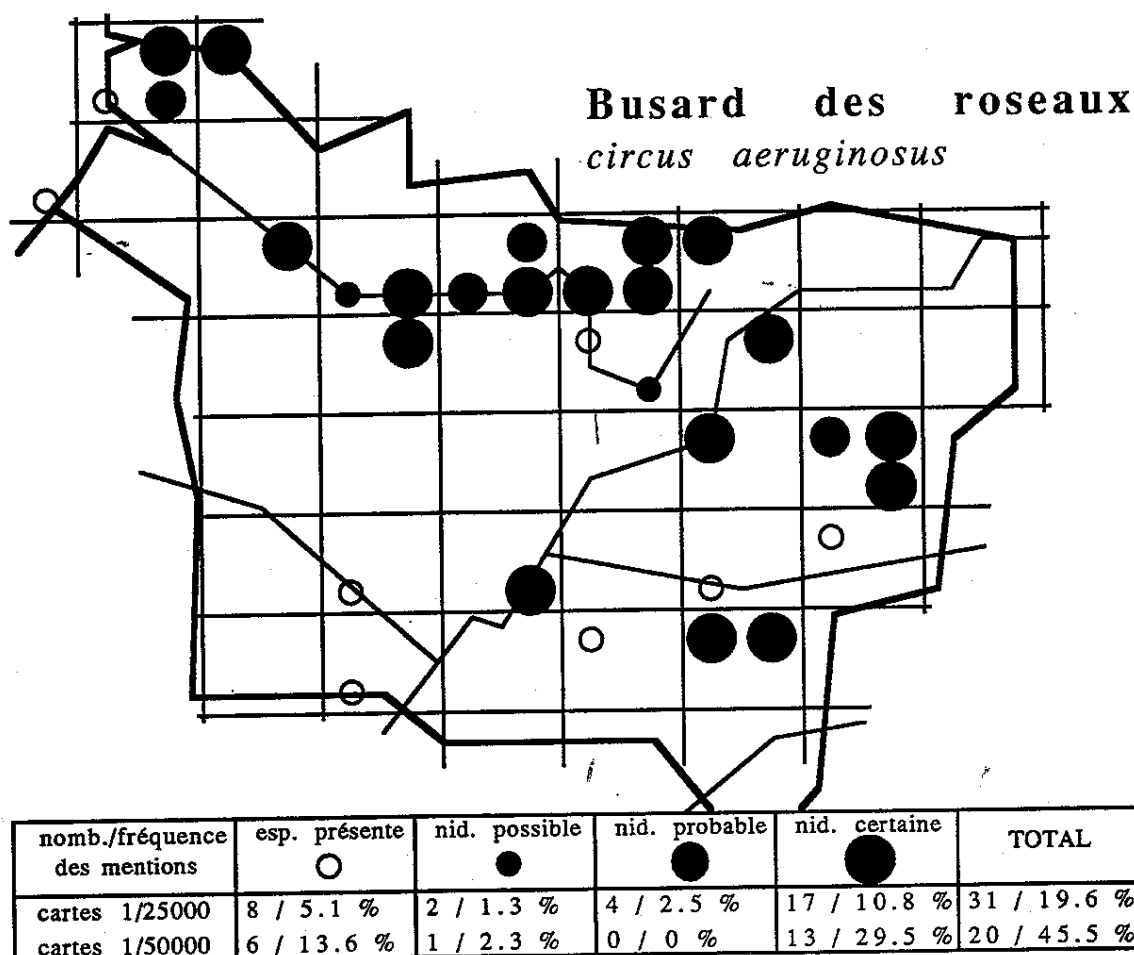 Busard des roseaux
circus aeruginosus
nomb./fréquence des mentions esp. présente nid. possible nid. probable nid. certaine TOTAL
cartes 1/25000 8 / 5.1 % 2 / 1.3 % 4 / 2.5 % 17 / 10.8 % 31 / 19.6 %
cartes 1/50000 6 / 13.6 % 1 / 2.3 % 0 / 0 % 13 / 29.5 % 20 / 45.5 %